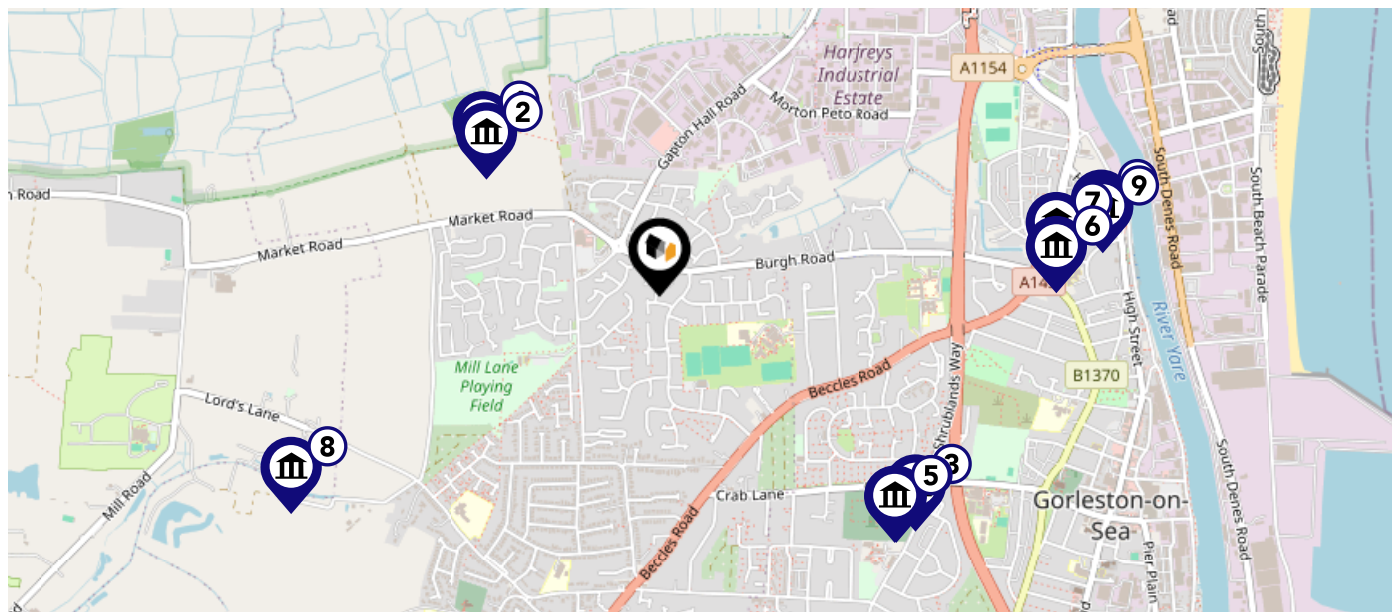 Harfreys
Industrial
Estate
A1154
South
ad
2
Morton Peto Road
Gapton Hall Road
South Denes Road
South Beach Parade
n Road
Market Road
Market Road
9
7
6
Burgh Road
A14
High Street
River Yare
Mill Lane
Playing
Field
Beccles Road
B1370
Shrublands Way
Lord's Lane
8
Mill Road
Crab Lane
5
3
Gorleston-on-
Sea
South Denes Road
Beccles Road
Pier Plain